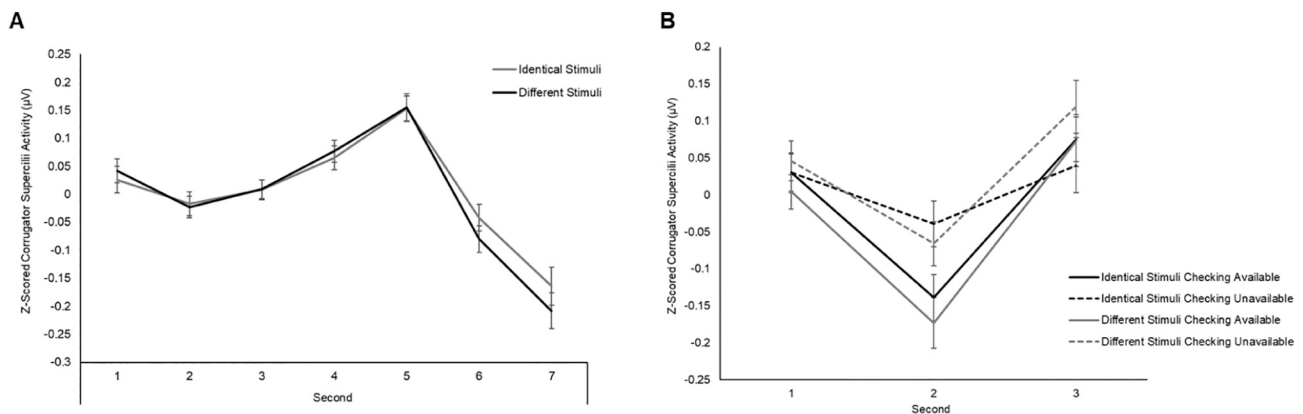 A
B
Z-Scored Corrugator Supercilii Activity (µV)
0.25
0.2
0.15
0.1
0.05
0
-0.05
-0.1
-0.15
-0.2
-0.25
-0.3
Identical Stimuli
Different Stimuli
1 2 3 4 5 6 7
Second
Z-Scored Corrugator Supercilii Activity (µV)
0.2
0.15
0.1
0.05
0
-0.05
-0.1
-0.15
-0.2
-0.25
Identical Stimuli Checking Available
Identical Stimuli Checking Unavailable
Different Stimuli Checking Available
Different Stimuli Checking Unavailable
1 2 3
Second